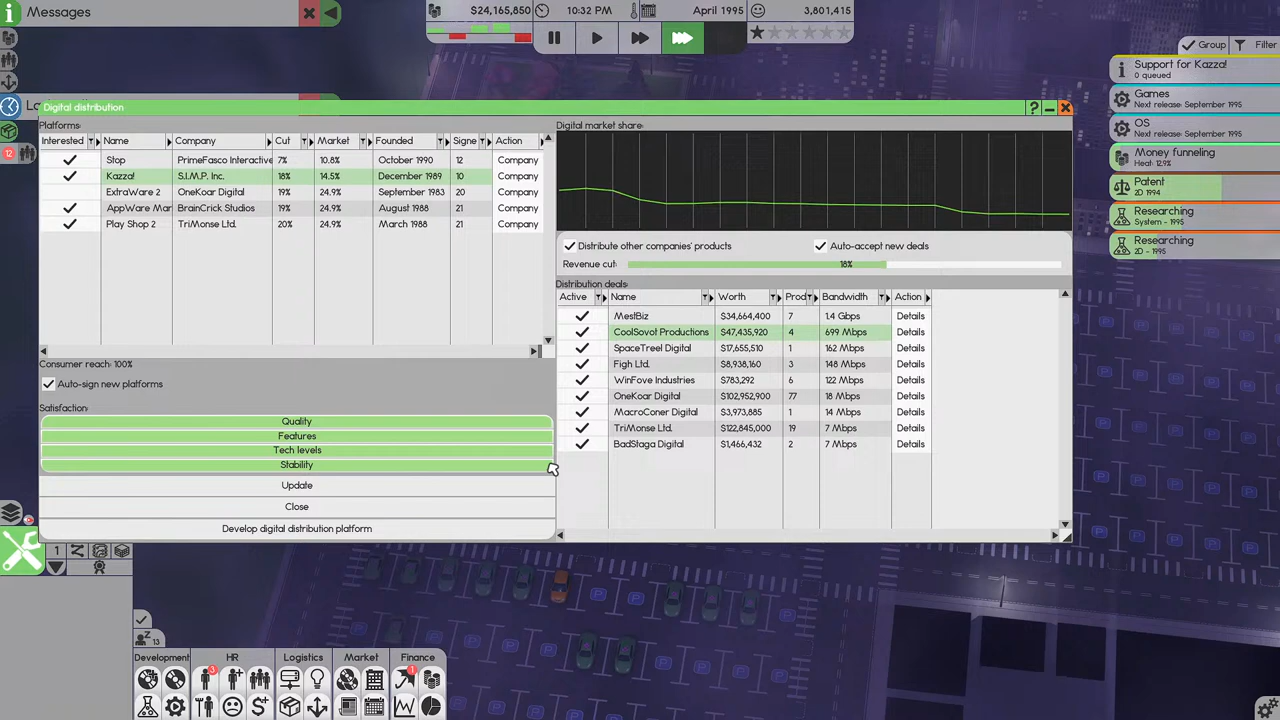 Messages
$24,165,850
10:32 PM
April 1995
3,801,415
Group
Filter
Support for Kazza!
0 queued
Games
Next release: September 1995
OS
Next release: September 1995
Money funneling
Heat: 12.9%
Patent
2D 1994
Researching
System - 1995
Researching
2D - 1995
12
Digital distribution
?
Platforms
Interested Name Company Cut Market Founded Signe Action
Stop PrimeFasco Interactive 7% 10.8% October 1990 12 Company
Kazza! S.I.M.P. Inc. 18% 14.5% December 1989 10 Company
ExtraWare 2 OneKoar Digital 19% 24.9% September 1983 20 Company
AppWare Mar BrainCrick Studios 19% 24.9% August 1986 21 Company
Play Shop 2 TriMonse Ltd. 20% 24.9% March 1988 21 Company
Consumer reach: 100%
Auto-sign new platforms
Satisfaction:
Quality
Features
Tech levels
Stability
Update
Close
Develop digital distribution platform
Digital market share:
Distribute other companies' products
Auto-accept new deals
Revenue cut: 18%
Distribution deals:
Active Name Worth Prod Bandwidth Action
MestBiz $34,664,400 7 1.4 Gbps Details
CoolSovot Productions $47,435,920 4 699 Mbps Details
SpaceTreel Digital $17,655,510 1 162 Mbps Details
Figh Ltd. $8,938,160 3 148 Mbps Details
WinFove Industries $783,292 6 122 Mbps Details
OneKoar Digital $102,952,900 77 18 Mbps Details
MacroConer Digital $3,973,885 1 14 Mbps Details
TriMonse Ltd. $122,845,000 19 7 Mbps Details
BadStaga Digital $1,466,432 2 7 Mbps Details
1
13
Development
HR
Logistics
Market
Finance
3
1